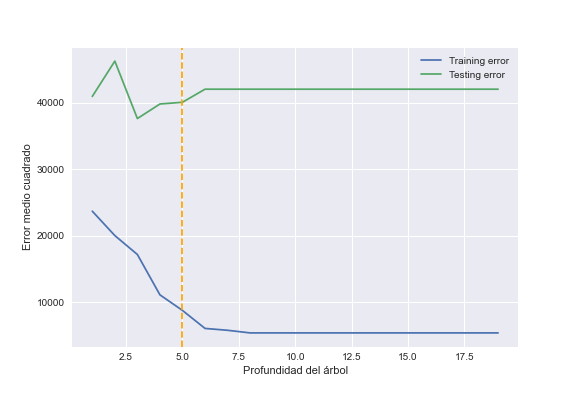 Training error
Testing error
40000
30000
20000
10000
Error medio cuadrado
2.5 5.0 7.5 10.0 12.5 15.0 17.5
Profundidad del árbol